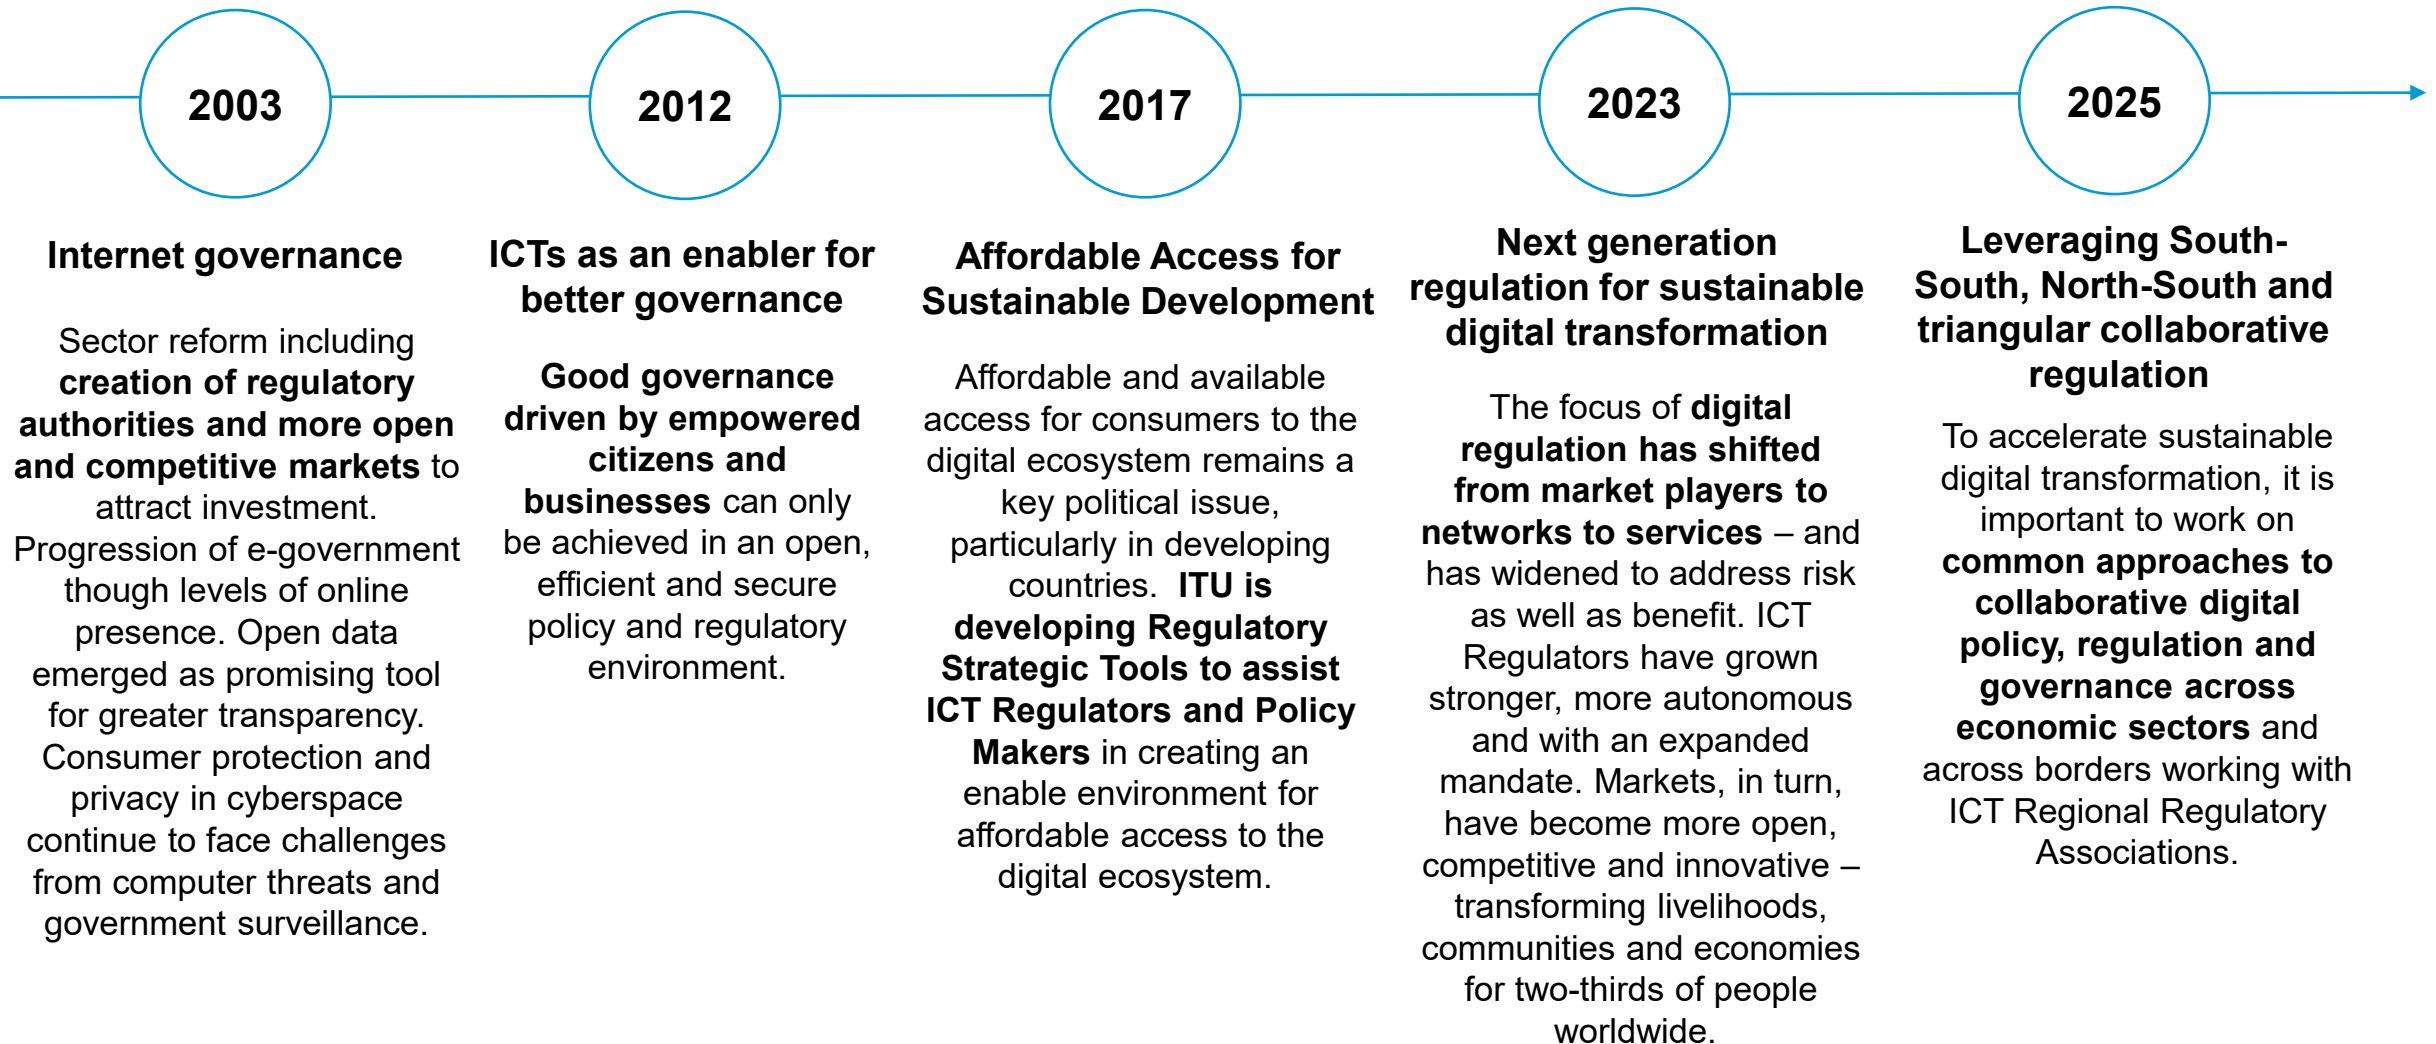 2003
Internet governance
Sector reform including
creation of regulatory
authorities and more open
and competitive markets to
attract investment.
Progression of e-government
though levels of online
presence. Open data
emerged as promising tool
for greater transparency.
Consumer protection and
privacy in cyberspace
continue to face challenges
from computer threats and
government surveillance.
2012
ICTs as an enabler for
better governance
Good governance
driven by empowered
citizens and
businesses can only
be achieved in an open,
efficient and secure
policy and regulatory
environment.
2017
Affordable Access for
Sustainable Development
Affordable and available
access for consumers to the
digital ecosystem remains a
key political issue,
particularly in developing
countries. ITU is
developing Regulatory
Strategic Tools to assist
ICT Regulators and Policy
Makers in creating an
enable environment for
affordable access to the
digital ecosystem.
2023
Next generation
regulation for sustainable
digital transformation
The focus of digital
regulation has shifted
from market players to
networks to services – and
has widened to address risk
as well as benefit. ICT
Regulators have grown
stronger, more autonomous
and with an expanded
mandate. Markets, in turn,
have become more open,
competitive and innovative –
transforming livelihoods,
communities and economies
for two-thirds of people
worldwide.
2025
Leveraging South-
South, North-South and
triangular collaborative
regulation
To accelerate sustainable
digital transformation, it is
important to work on
common approaches to
collaborative digital
policy, regulation and
governance across
economic sectors and
across borders working with
ICT Regional Regulatory
Associations.